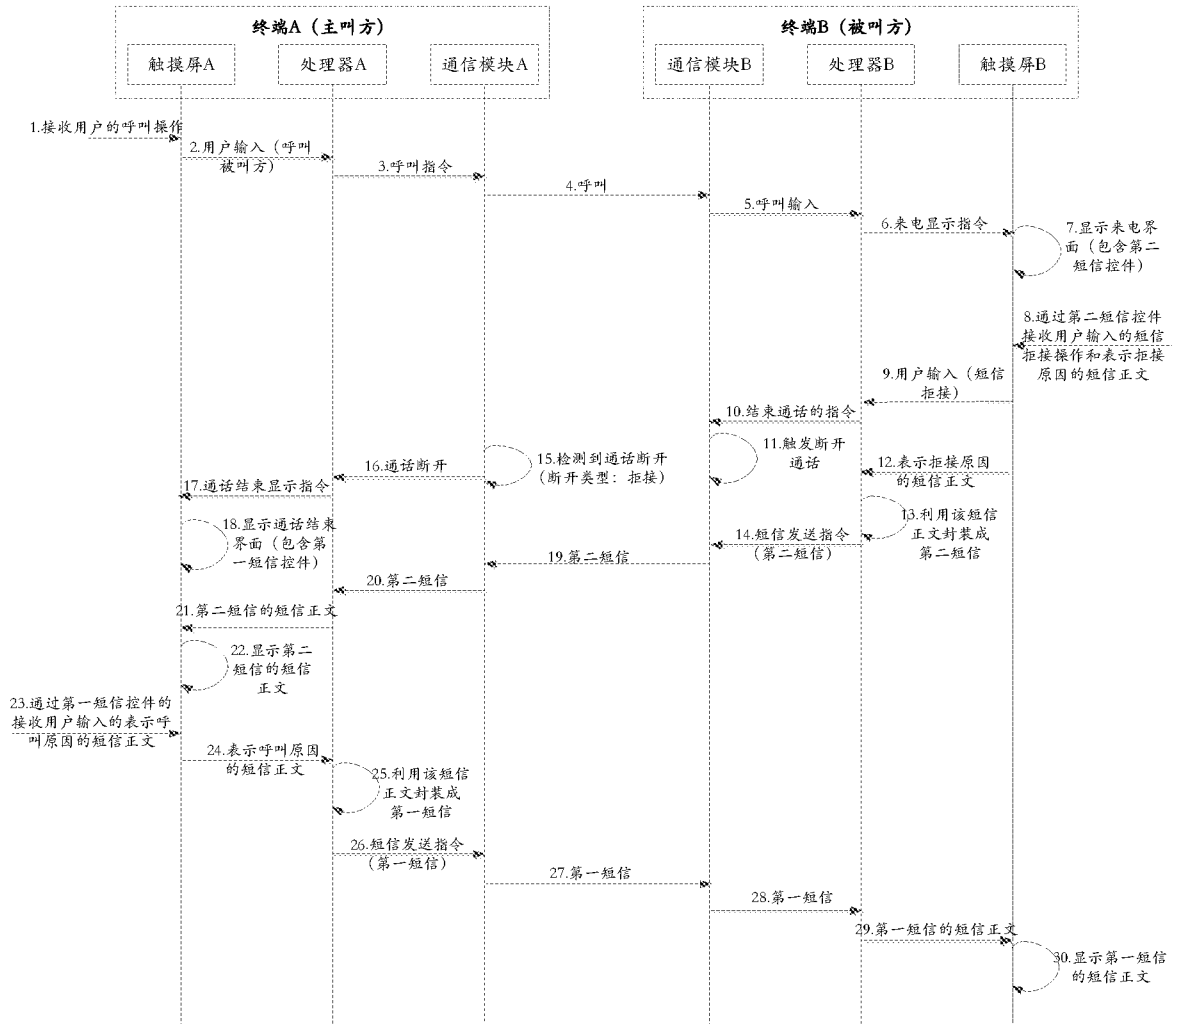 终端A（主叫方）
终端B（被叫方）
触摸屏A
处理器A
通信模块A
通信模块B
处理器B
触摸屏B
1.接收用户的呼叫操作
2.用户输入（呼叫
被叫方）
3.呼叫指令
4.呼叫
5.呼叫输入
6.来电显示指令
7.显示来电界
面（包含第二
短信控件）
8.通过第二短信控件
接收用户输入的短信
拒接操作和表示拒接
原因的短信正文
9.用户输入（短信
拒接）
10.结束通话的指令
11.触发断开
通话
12.表示拒接原因
的短信正文
13.利用该短信
正文封装成
第二短信
14.短信发送指令
（第二短信）
15.检测到通话断开
（断开类型：拒接）
16.通话断开
17.通话结束显示指令
18.显示通话结束
界面（包含第
一短信控件）
19.第二短信
20.第二短信
21.第二短信的短信正文
22.显示第二
短信的短信
正文
23.通过第一短信控件的
接收用户输入的表示呼
叫原因的短信正文
24.表示呼叫原因
的短信正文
25.利用该短信
正文封装成
第一短信
26.短信发送指令
（第一短信）
27.第一短信
28.第一短信
29.第一短信的短信正文
30.显示第一短信
的短信正文